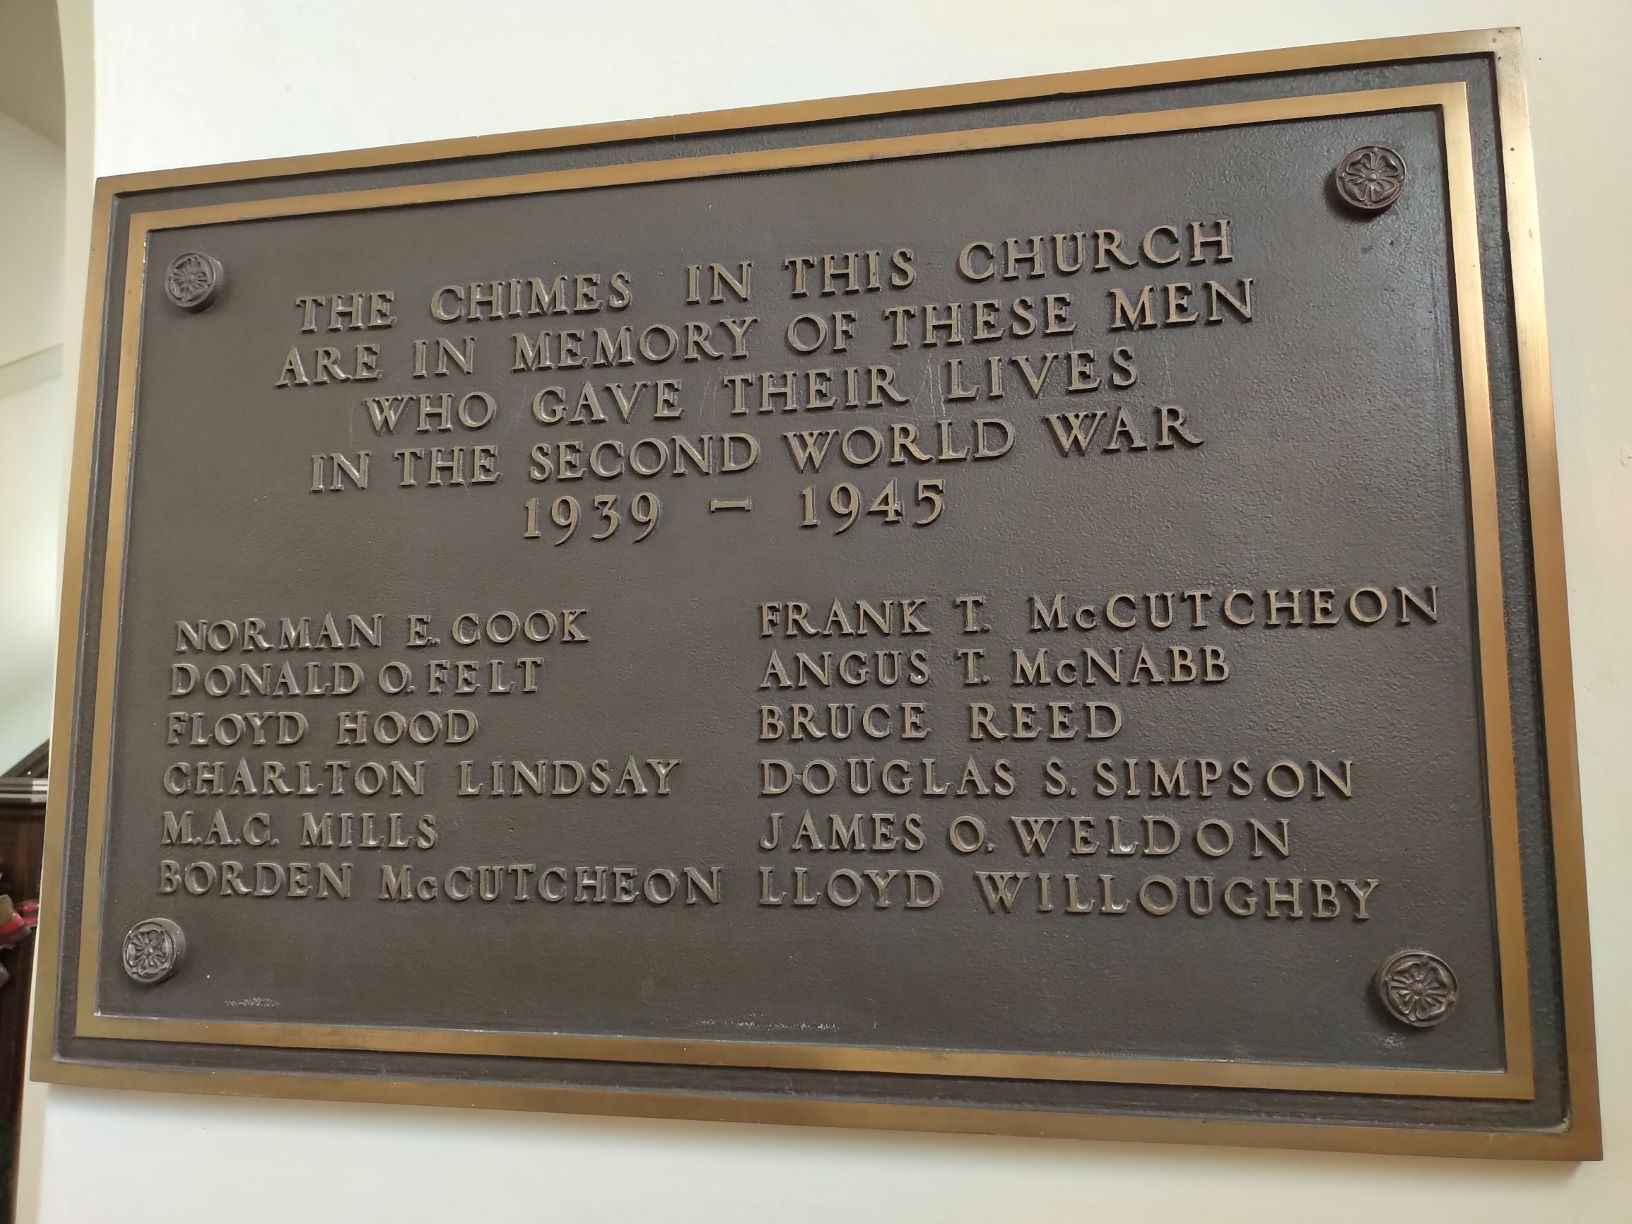 THE CHIMES IN THIS CHURCH
ARE IN MEMORY OF THESE MEN
WHO GAVE THEIR LIVES
IN THE SECOND WORLD WAR
1939 – 1945
NORMAN E. COOK
DONALD O. FELT
FLOYD HOOD
CHARLTON LINDSAY
M.A.C. MILLS
BORDEN McCUTCHEON
FRANK T. McCUTCHEON
ANGUS T. McNABB
BRUCE REED
DOUGLAS S. SIMPSON
JAMES O. WELDON
LLOYD WILLOUGHBY